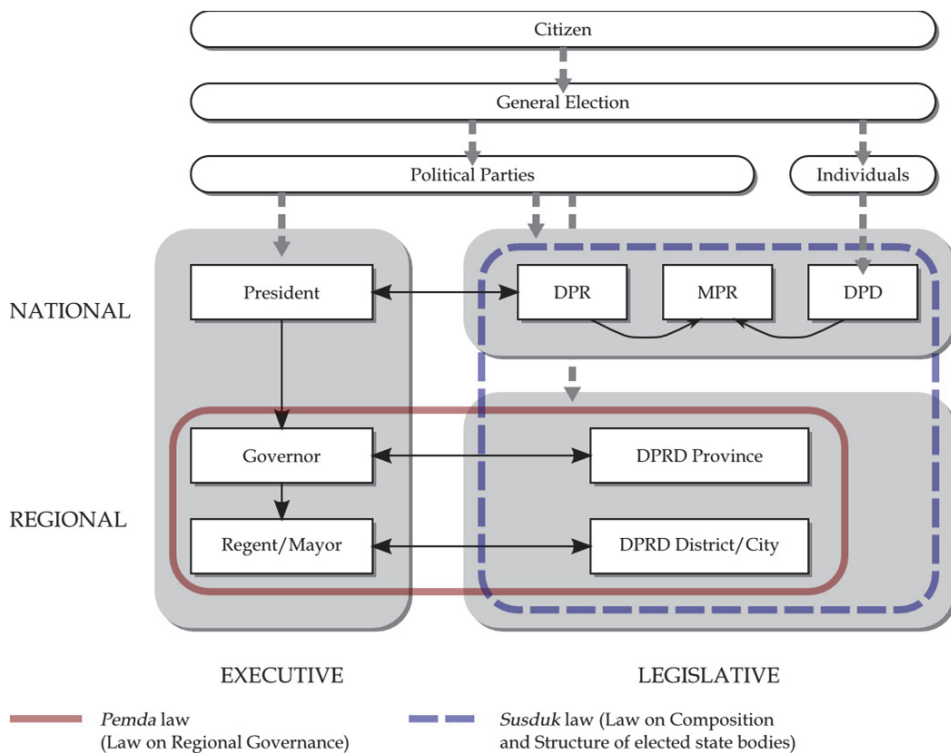 Citizen
General Election
Political Parties
Individuals
NATIONAL
President
DPR
MPR
DPD
Governor
DPRD Province
REGIONAL
Regent/Mayor
DPRD District/City
EXECUTIVE
LEGISLATIVE
Pemda law
(Law on Regional Governance)
Susduk law (Law on Composition
and Structure of elected state bodies)